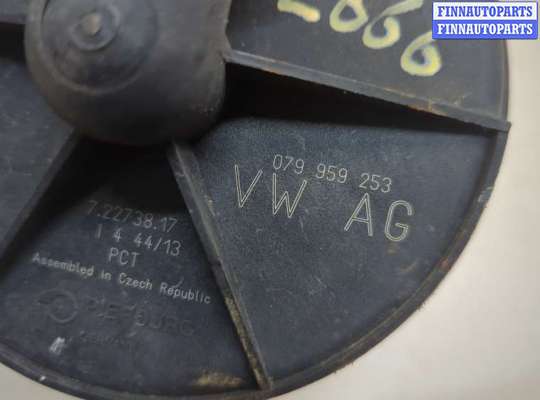 FINNAUTOPARTS
FINNAUTOPARTS
079 959 253
VW AG
7.22738.17
1 4 44/13
PCT
Assembled in Czech Republic
PIERBURG